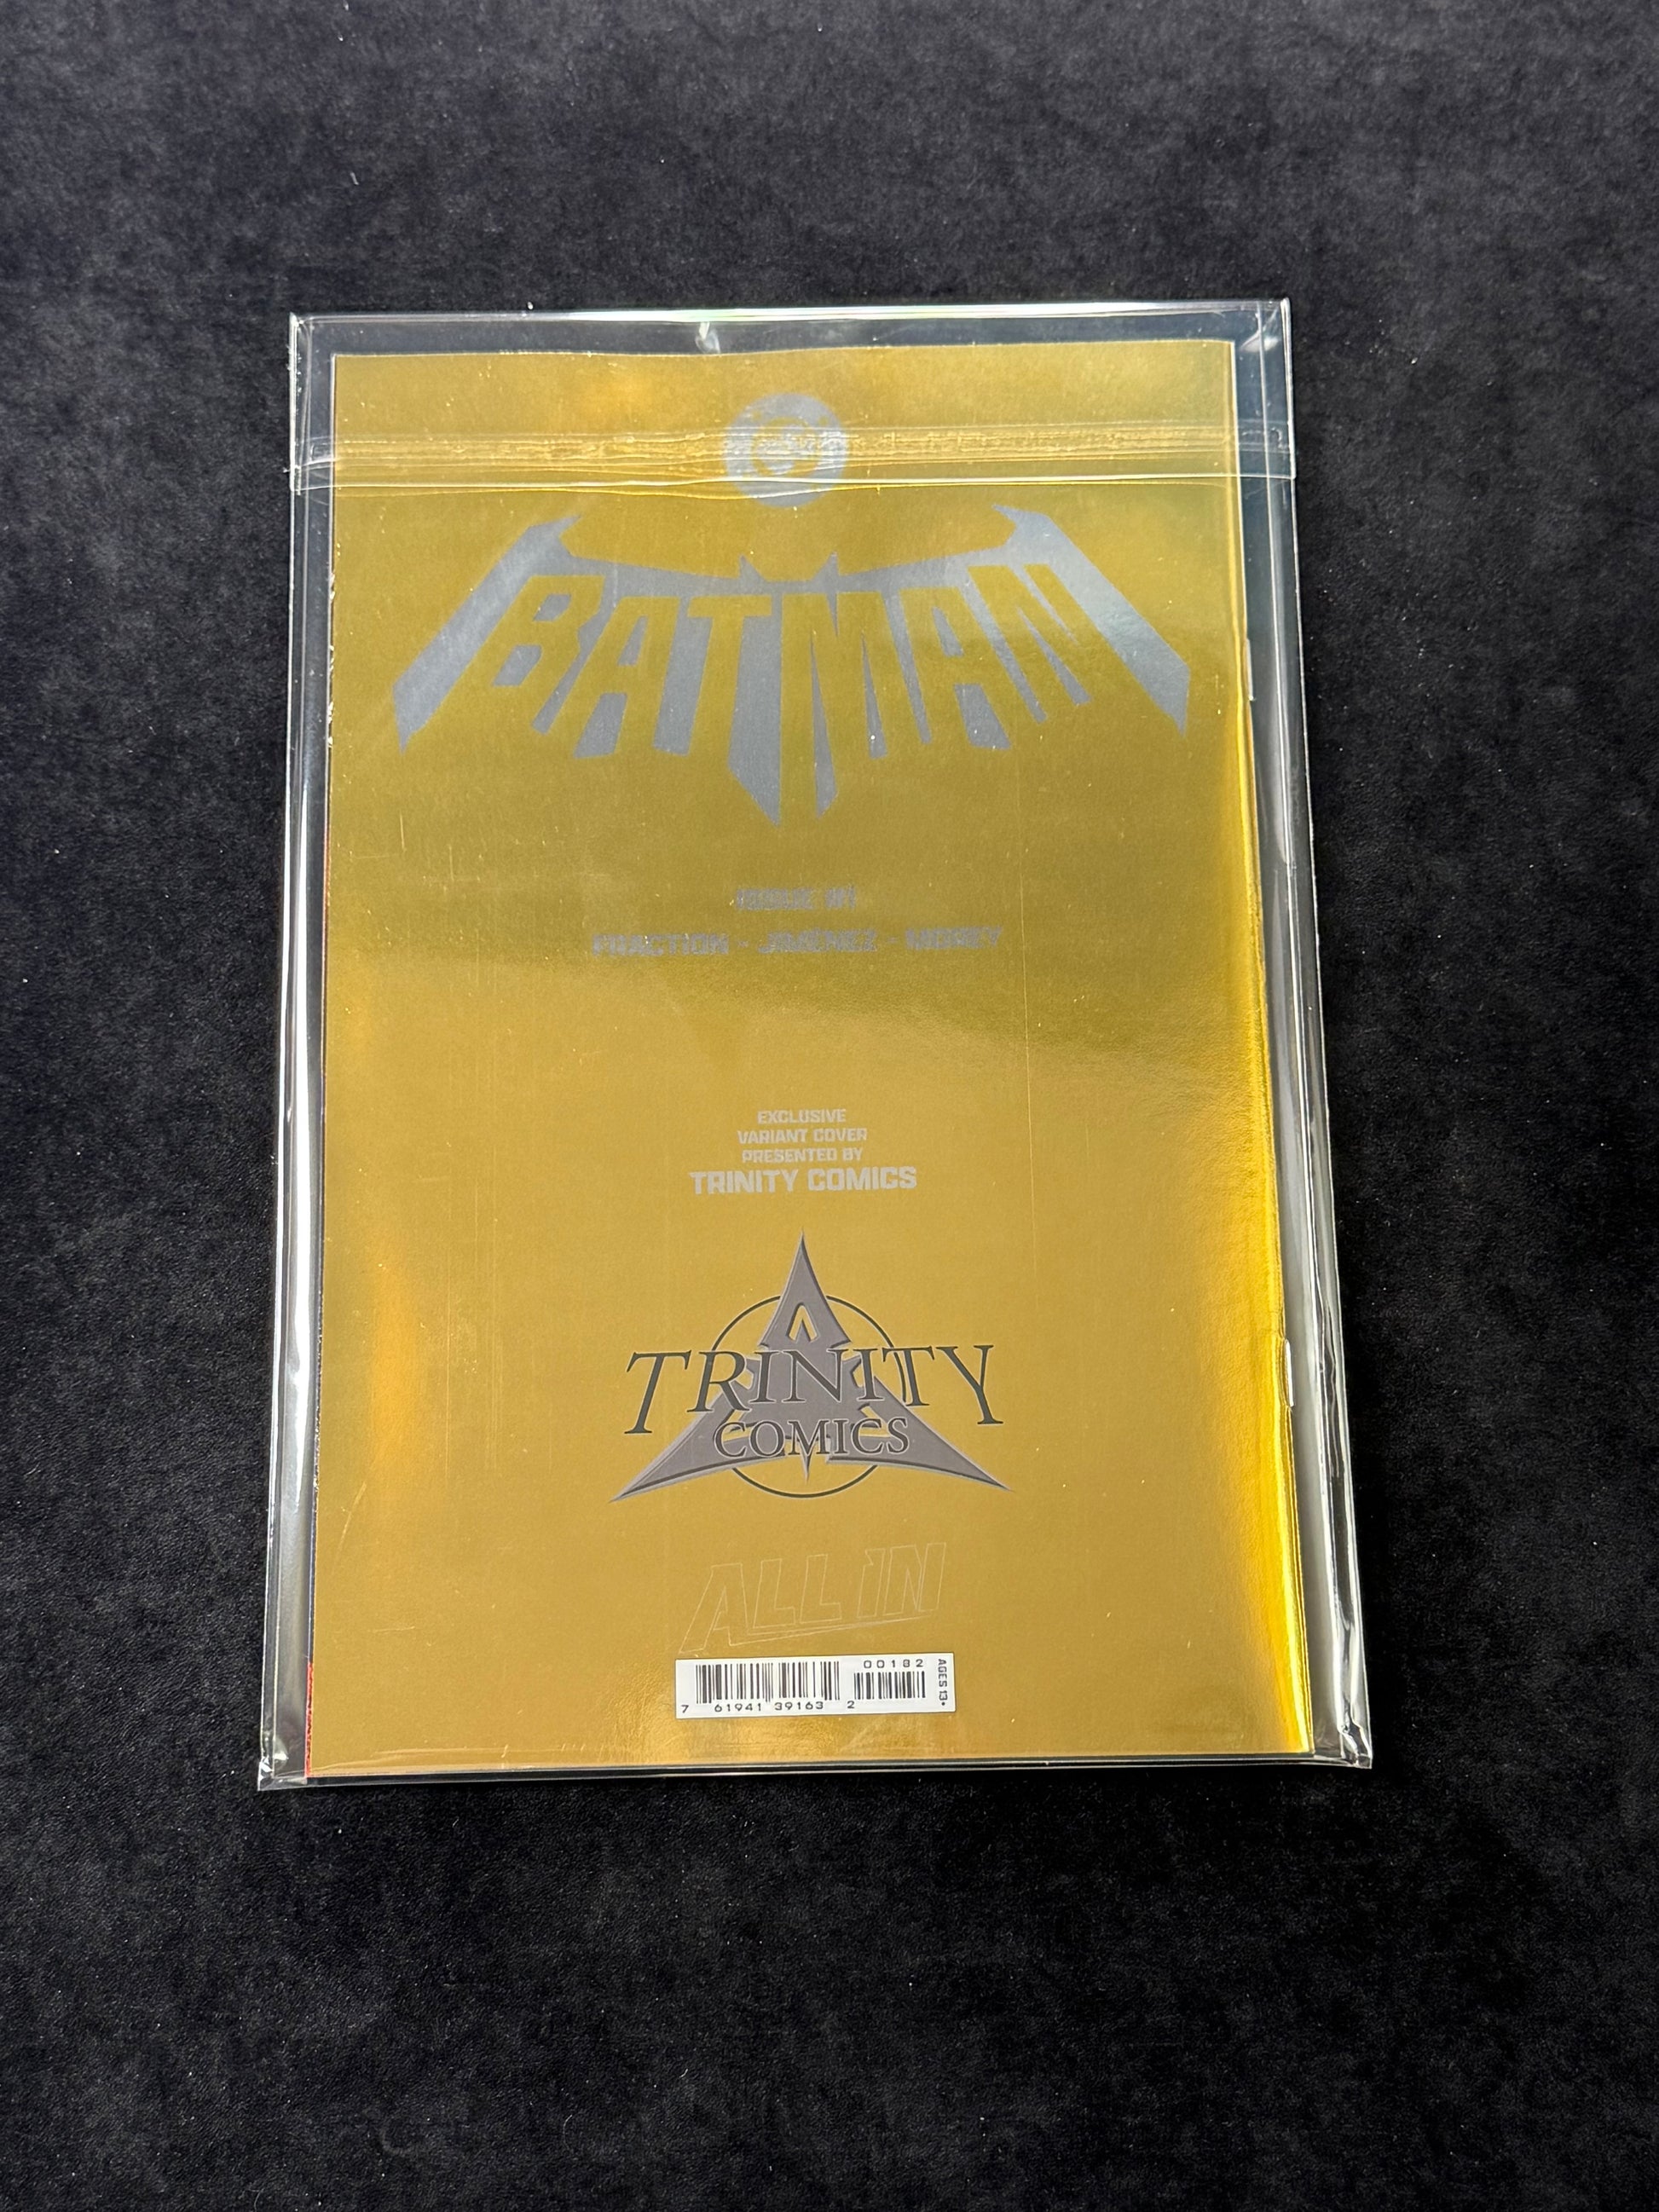 BATMAN
ISSUE #1
FRACTION - JIMÉNEZ - MOREY
EXCLUSIVE
VARIANT COVER
PRESENTED BY
TRINITY COMICS
TRINITY
COMICS
ALL IN
00182
AGES 13+
7 61941 39163 2